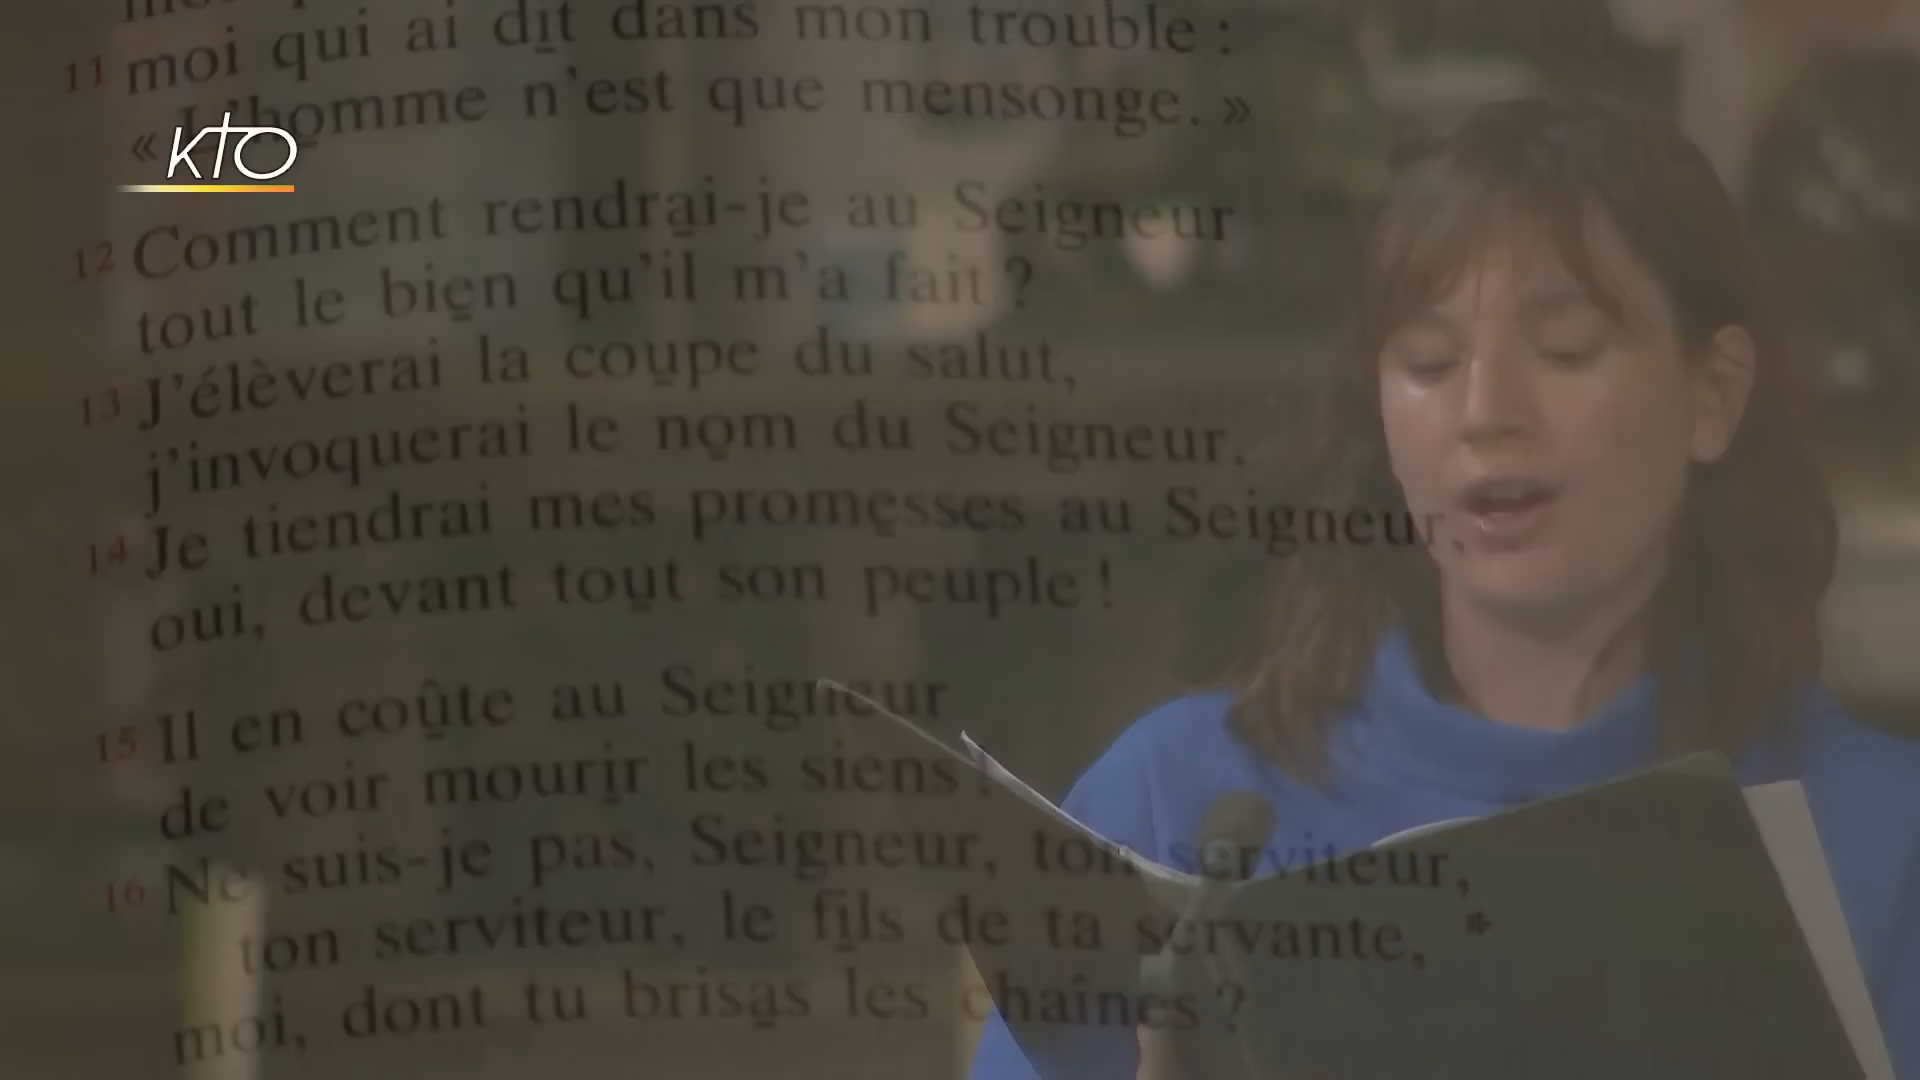 11 moi qui ai dit dans mon trouble :
« L'homme n'est que mensonge. »
KTO
12 Comment rendrai-je au Seigneur
tout le bien qu'il m'a fait ?
13 J'élèverai la coupe du salut,
j'invoquerai le nom du Seigneur.
14 Je tiendrai mes promesses au Seigneur,
oui, devant tout son peuple !
15 Il en coûte au Seigneur
de voir mourir les siens !
16 Ne suis-je pas, Seigneur, ton serviteur,
ton serviteur, le fils de ta servante, *
moi, dont tu brisas les chaînes ?